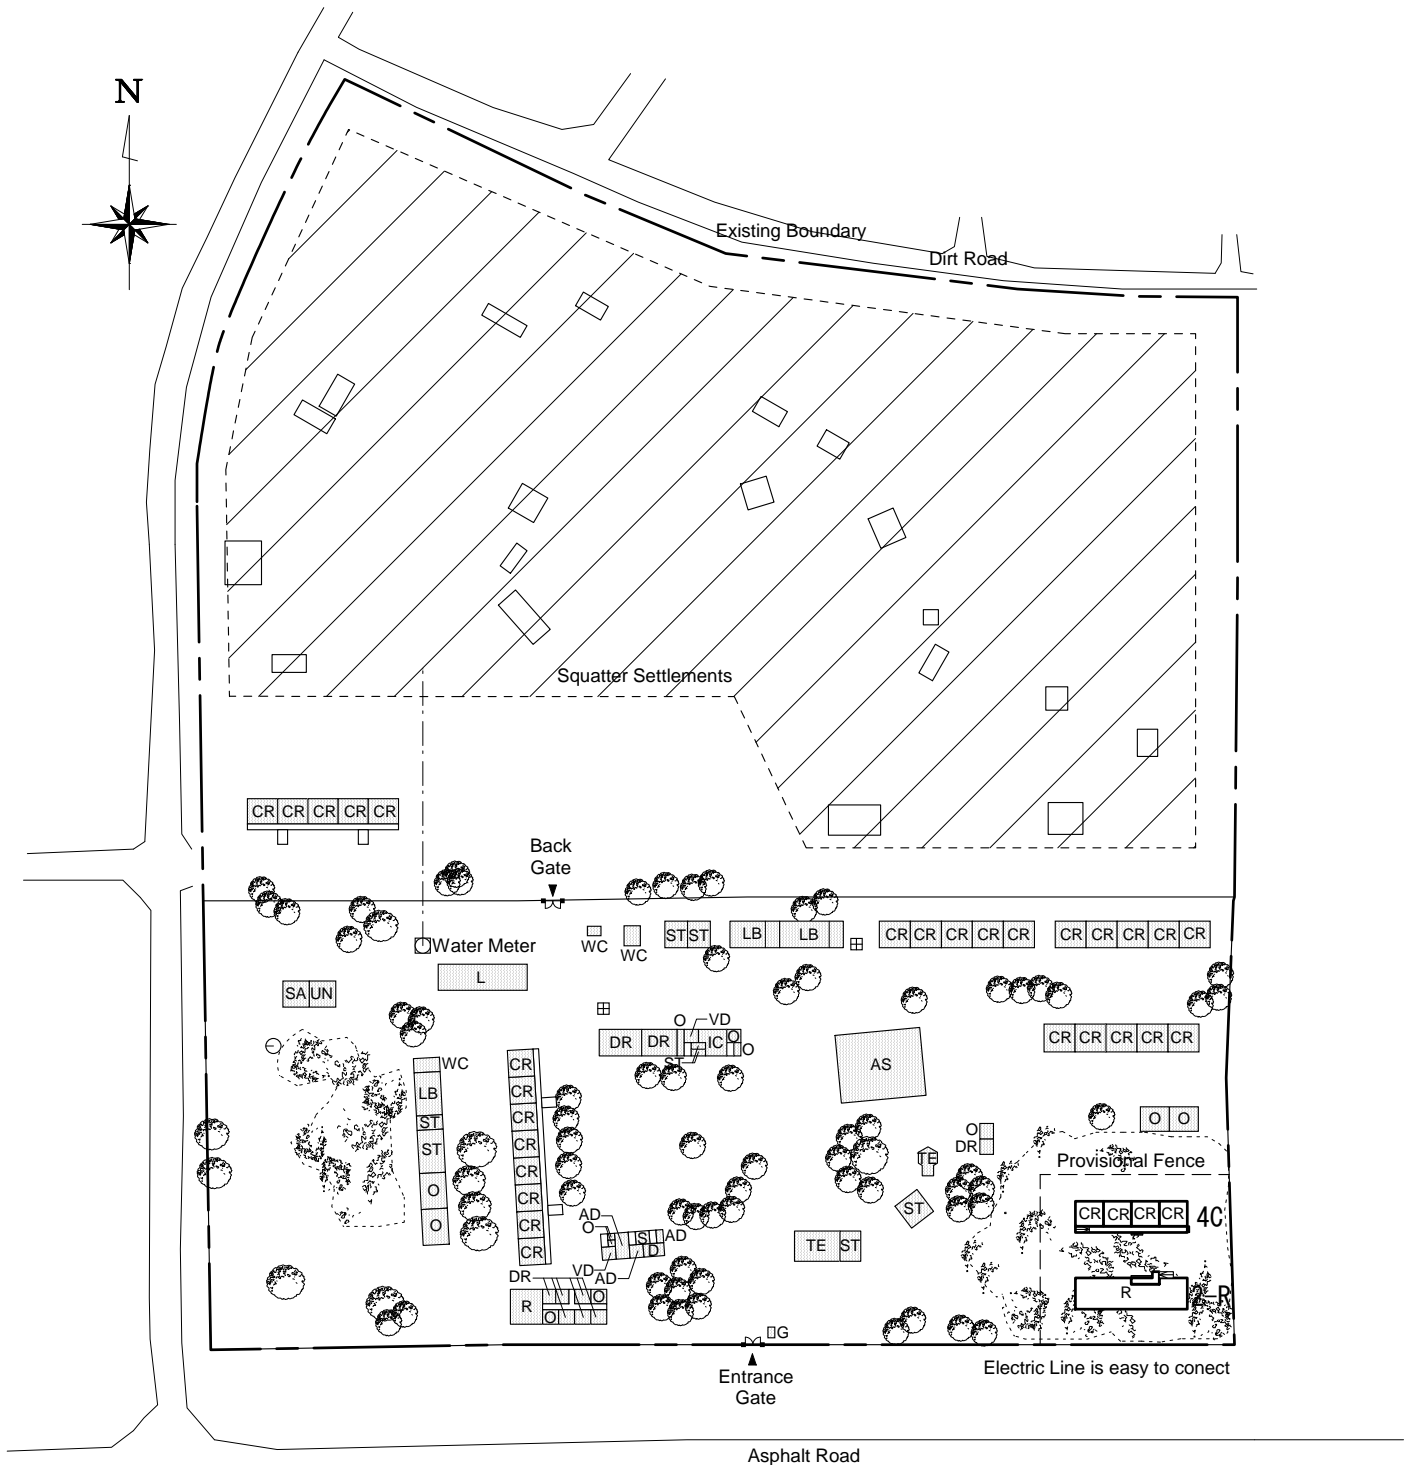 N
Existing Boundary
Dirt Road
Squatter Settlements
CR CR CR CR CR
Back
Gate
Water Meter
WC
WC
ST ST
LB LB
CR CR CR CR CR
CR CR CR CR CR
L
SA UN
O VD
DR DR IC O
ST O
CR CR CR CR CR
AS
WC
LB
ST
ST
O
O
CR
CR
CR
CR
CR
CR
CR
CR
O O
O
DR
TE
Provisional Fence
ST
CR CR CR CR 4C
AD
O S AD
D
VD AD
TE ST
DR
R O
O
R 2-R
G
Entrance
Gate
Electric Line is easy to conect
Asphalt Road